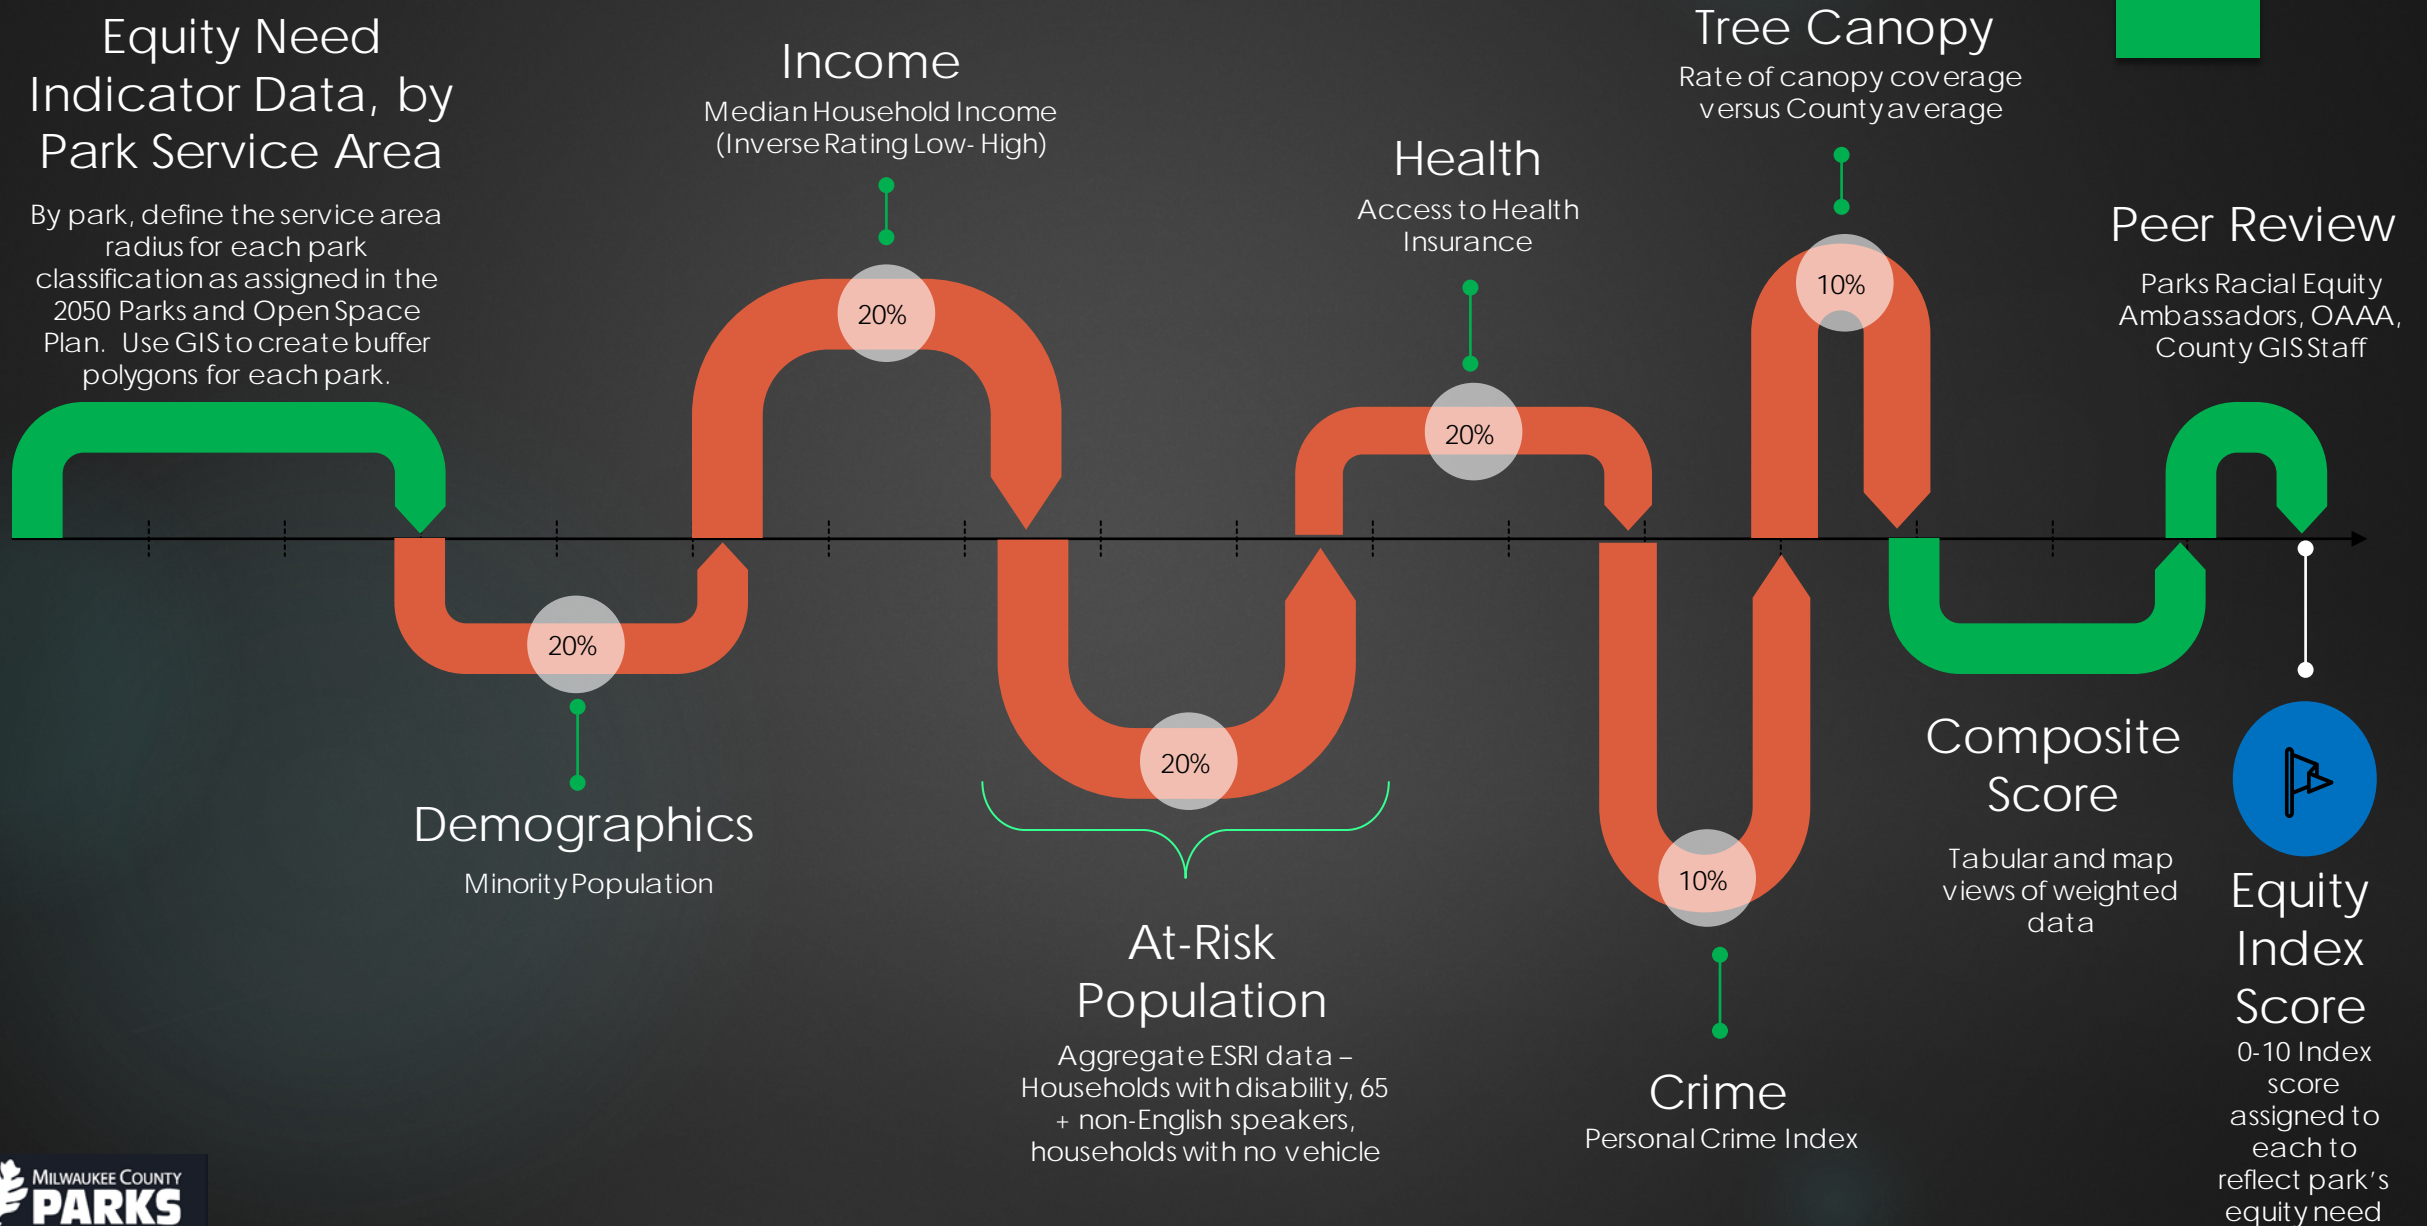 Equity Need
Indicator Data, by
Park Service Area
By park, define the service area
radius for each park
classification as assigned in the
2050 Parks and Open Space
Plan. Use GIS to create buffer
polygons for each park.
20%
Demographics
Minority Population
Income
Median Household Income
(Inverse Rating Low- High)
20%
20%
At-Risk
Population
Aggregate ESRI data –
Households with disability, 65
+ non-English speakers,
households with no vehicle
Health
Access to Health
Insurance
20%
10%
Crime
Personal Crime Index
Tree Canopy
Rate of canopy coverage
versus County average
10%
Composite
Score
Tabular and map
views of weighted
data
Peer Review
Parks Racial Equity
Ambassadors, OAAA,
County GIS Staff
Equity
Index
Score
0-10 Index
score
assigned to
each to
reflect park's
equity need
MILWAUKEE COUNTY
PARKS